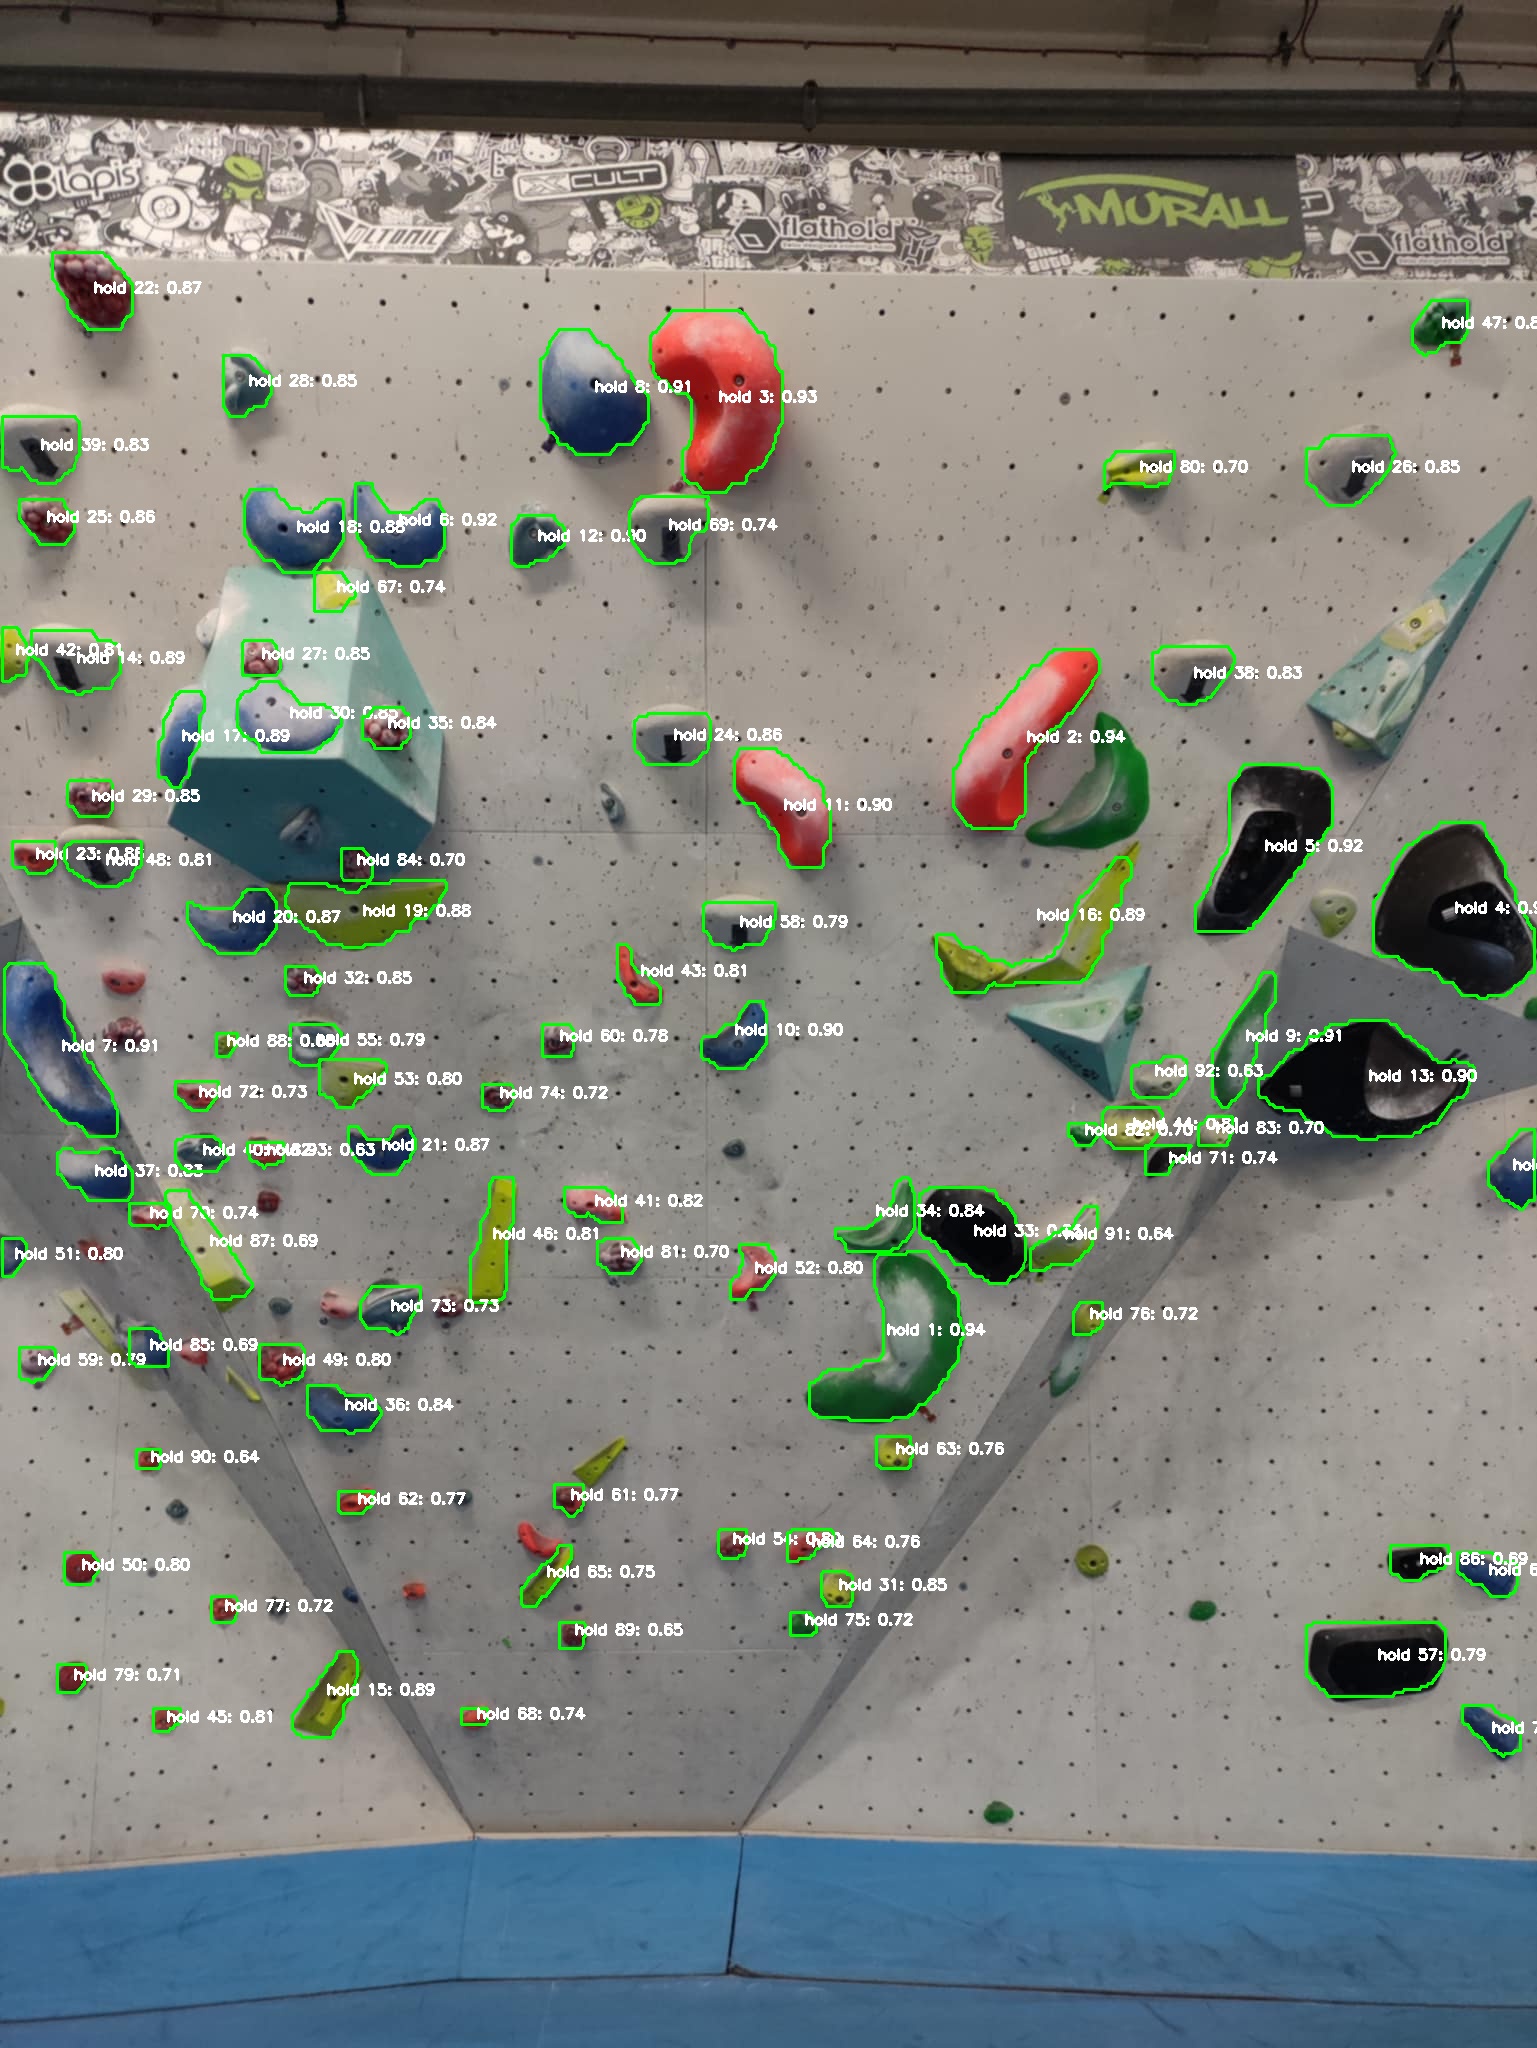 lapis
CULT
VOLTONIC
flathold
MURALL
flathold
hold 22: 0.87
hold 47: 0.8
hold 28: 0.85
hold 8: 0.91
hold 3: 0.93
hold 39: 0.83
hold 80: 0.70
hold 26: 0.85
hold 25: 0.86
hold 18: 0.88
hold 6: 0.92
hold 12: 0.90
hold 69: 0.74
hold 67: 0.74
hold 42: 0.81
hold 14: 0.89
hold 27: 0.85
hold 38: 0.83
hold 30: 0.85
hold 35: 0.84
hold 17: 0.89
hold 24: 0.86
hold 2: 0.94
hold 29: 0.85
hold 11: 0.90
hold 23: 0.86
hold 48: 0.81
hold 84: 0.70
hold 5: 0.92
hold 20: 0.87
hold 19: 0.88
hold 58: 0.79
hold 16: 0.89
hold 4: 0.9
hold 32: 0.85
hold 43: 0.81
hold 7: 0.91
hold 88: 0.68
hold 55: 0.79
hold 60: 0.78
hold 10: 0.90
hold 9: 0.91
hold 53: 0.80
hold 92: 0.63
hold 13: 0.90
hold 72: 0.73
hold 74: 0.72
hold 44: 0.81
hold 82: 0.70
hold 83: 0.70
hold 93: 0.63
hold 21: 0.87
hold 71: 0.74
hold
hold 37: 0.83
hold 70: 0.74
hold 41: 0.82
hold 34: 0.84
hold 87: 0.69
hold 46: 0.81
hold 33:
hold 91: 0.64
hold 51: 0.80
hold 81: 0.70
hold 52: 0.80
hold 73: 0.73
hold 1: 0.94
hold 76: 0.72
hold 85: 0.69
hold 59: 0.79
hold 49: 0.80
hold 36: 0.84
hold 90: 0.64
hold 63: 0.76
hold 62: 0.77
hold 61: 0.77
hold 54: 0.80
hold 64: 0.76
hold 50: 0.80
hold 65: 0.75
hold 86: 0.69
hold 6
hold 77: 0.72
hold 31: 0.85
hold 89: 0.65
hold 75: 0.72
hold 79: 0.71
hold 15: 0.89
hold 57: 0.79
hold 45: 0.81
hold 68: 0.74
hold 7